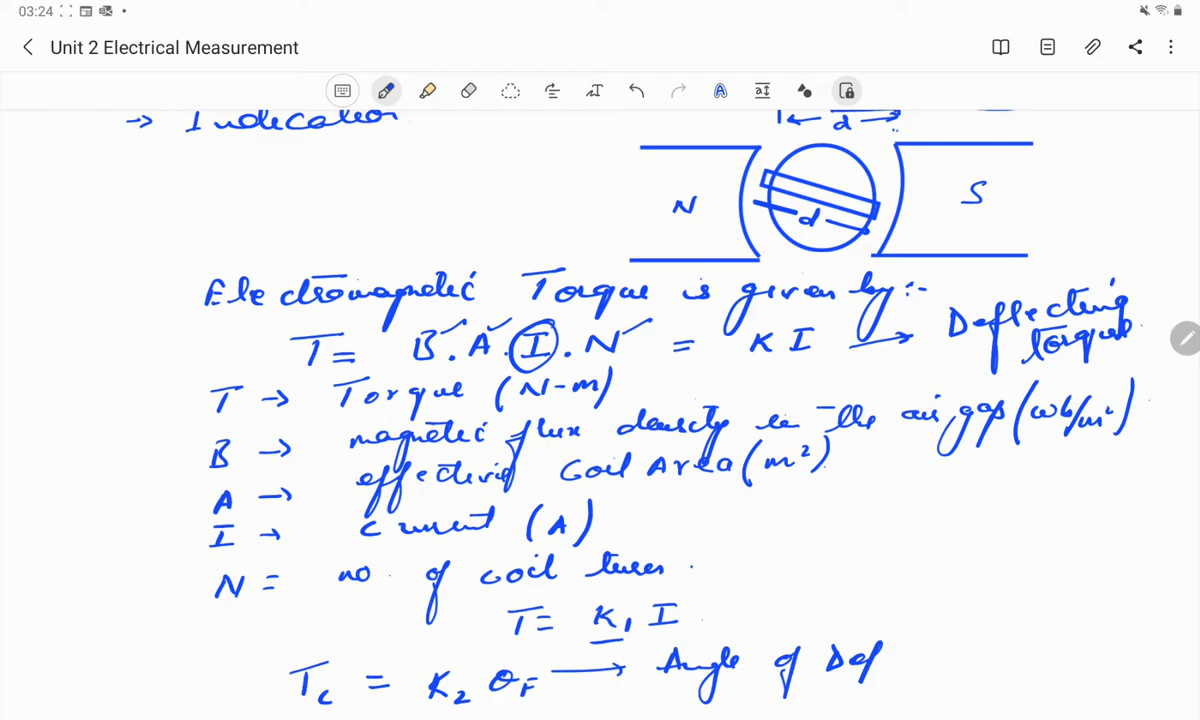 03:24
Unit 2 Electrical Measurement
→ Indicator
d
N
d
S
Electromagnetic Torque is given by :-
T = B . A . I . N = K I → Deflecting torque
T → Torque (N-m)
B → magnetic flux density in the air gap (wb/m²)
A → effective coil Area (m²)
I → current (A)
N = no. of coil turns.
T = K₁ I
Tc = K₂ θF → Angle of Def